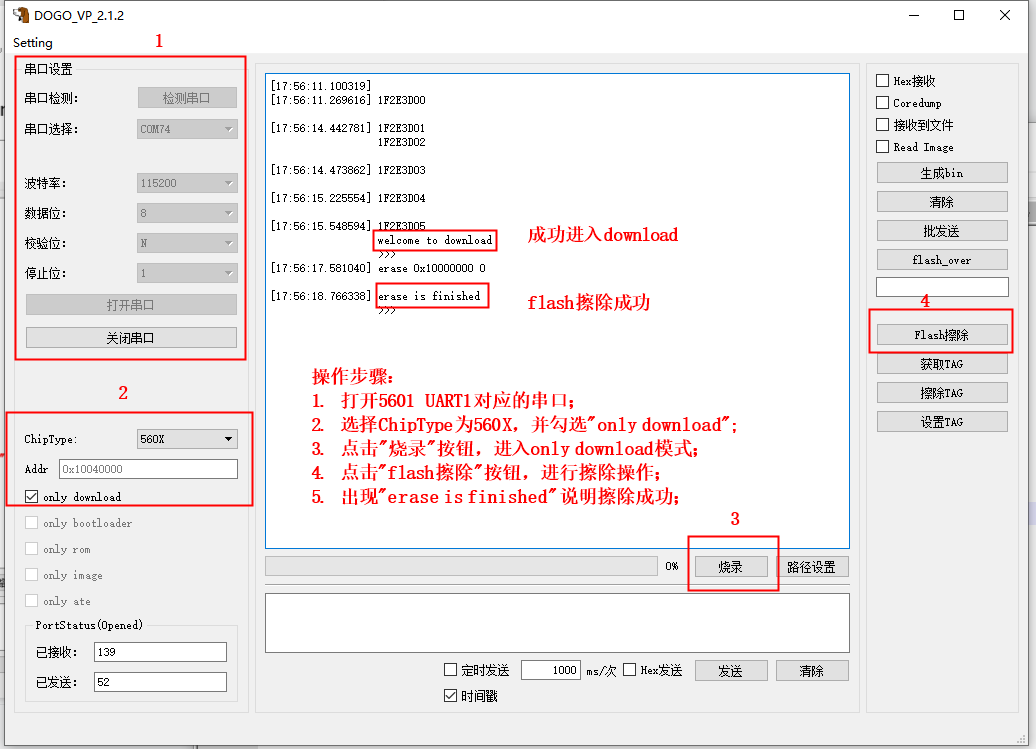 DOGO_VP_2.1.2
Setting
1
串口设置
串口检测:
检测串口
串口选择:
COM74
波特率:
115200
数据位:
8
校验位:
N
停止位:
1
打开串口
关闭串口
2
ChipType:
560X
Addr
0x10040000
only download
only bootloader
only rom
only image
only ate
PortStatus(Opened)
已接收:
139
已发送:
52
[17:56:11.100319]
[17:56:11.269616] 1F2E3D00
[17:56:14.442781] 1F2E3D01
1F2E3D02
[17:56:14.473862] 1F2E3D03
[17:56:15.225554] 1F2E3D04
[17:56:15.548594] 1F2E3D05
welcome to download
成功进入download
>>>
[17:56:17.581040] erase 0x10000000 0
[17:56:18.766338] erase is finished
flash擦除成功
>>>
操作步骤:
1. 打开5601 UART1对应的串口;
2. 选择ChipType为560X，并勾选"only download";
3. 点击"烧录"按钮，进入only download模式;
4. 点击"flash擦除"按钮，进行擦除操作;
5. 出现"erase is finished"说明擦除成功;
3
0%
烧录
路径设置
定时发送
1000
ms/次
Hex发送
发送
清除
时间戳
Hex接收
Coredump
接收到文件
Read Image
生成bin
清除
批发送
flash_over
4
Flash擦除
获取TAG
擦除TAG
设置TAG